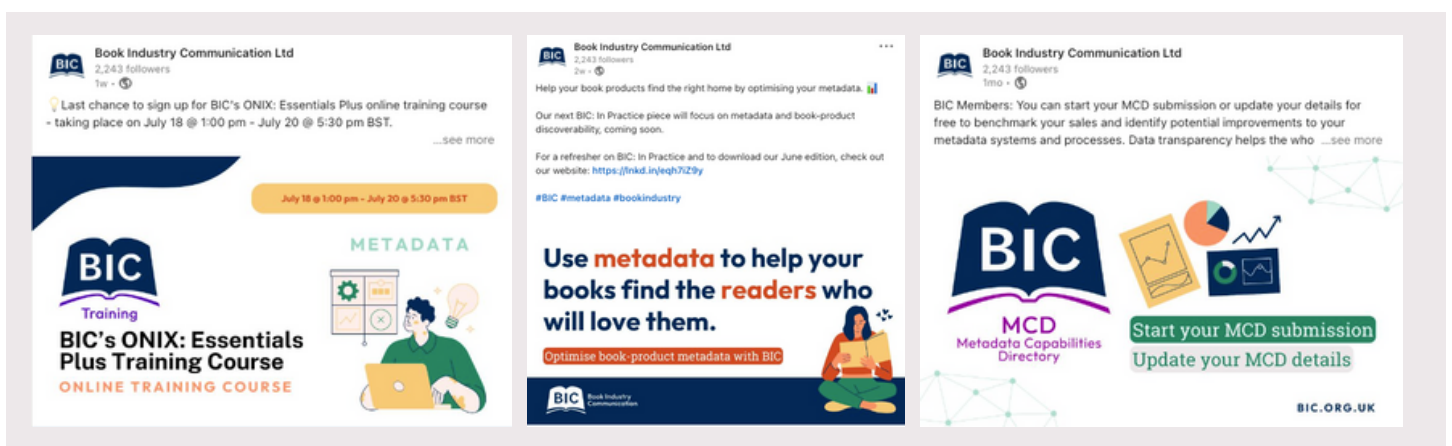 BIC
Book Industry Communication Ltd
2,243 followers
1w •
Last chance to sign up for BIC's ONIX: Essentials Plus online training course
- taking place on July 18 @ 1:00 pm - July 20 @ 5:30 pm BST.
...see more
July 18 @ 1:00 pm - July 20 @ 5:30 pm BST
METADATA
BIC
Training
BIC's ONIX: Essentials
Plus Training Course
ONLINE TRAINING COURSE
BIC
Book Industry Communication Ltd
2,243 followers
2w •
Help your book products find the right home by optimising your metadata.
Our next BIC: In Practice piece will focus on metadata and book-product
discoverability, coming soon.
For a refresher on BIC: In Practice and to download our June edition, check out
our website: https://lnkd.in/eqh7iZ9y
#BIC #metadata #bookindustry
Use metadata to help your
books find the readers who
will love them.
Optimise book-product metadata with BIC
BIC
Book Industry
Communication
BIC
Book Industry Communication Ltd
2,243 followers
1mo •
BIC Members: You can start your MCD submission or update your details for
free to benchmark your sales and identify potential improvements to your
metadata systems and processes. Data transparency helps the who ...see more
BIC
MCD
Metadata Capabilities
Directory
Start your MCD submission
Update your MCD details
BIC.ORG.UK